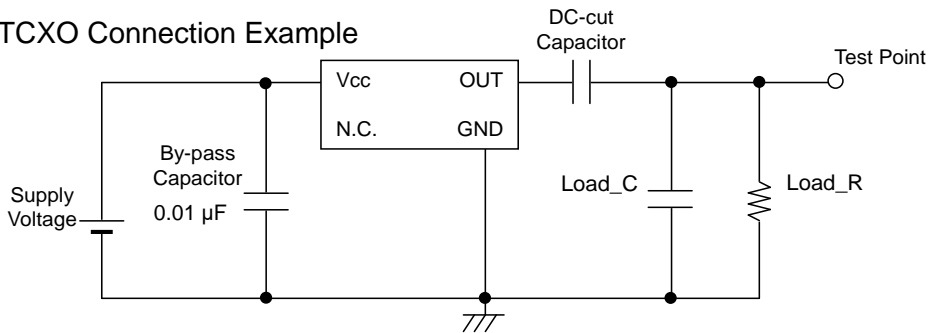 TCXO Connection Example
DC-cut
Capacitor
Test Point
Vcc
OUT
N.C.
GND
By-pass
Capacitor
0.01 µF
Supply
Voltage
Load_C
Load_R